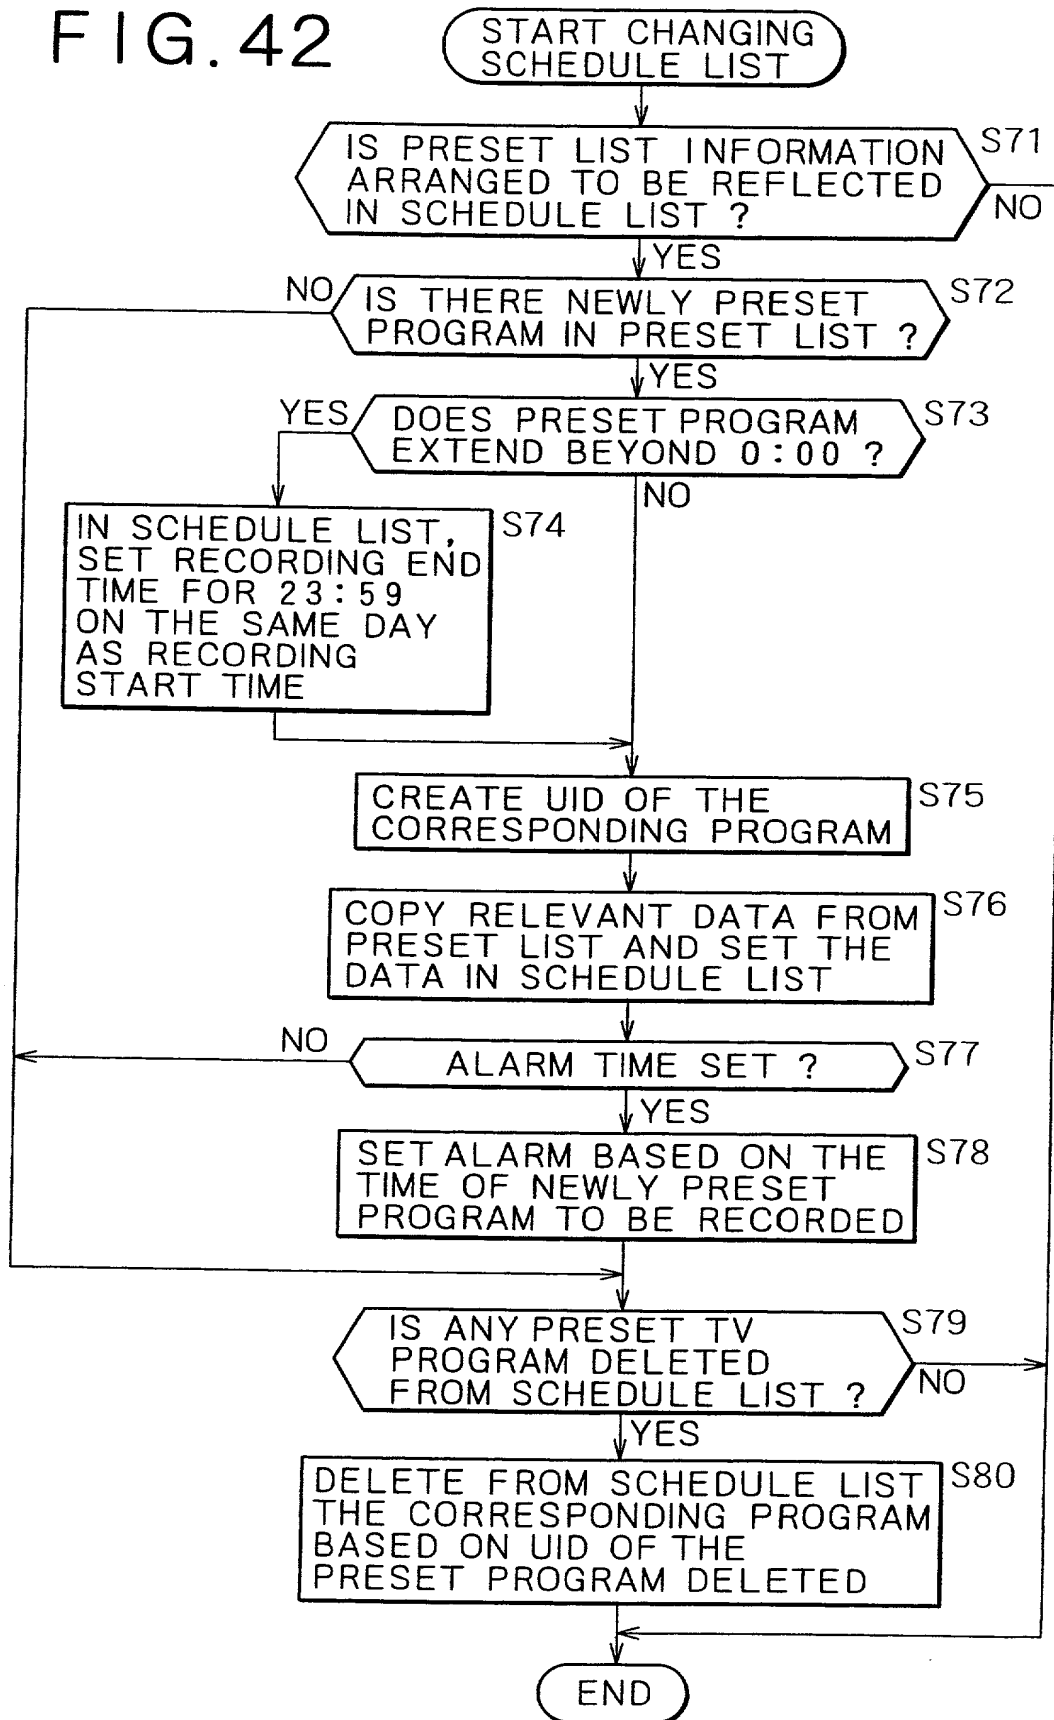 FIG. 42
START CHANGING
SCHEDULE LIST
IS PRESET LIST INFORMATION
ARRANGED TO BE REFLECTED
IN SCHEDULE LIST ?
S71
NO
YES
NO
IS THERE NEWLY PRESET
PROGRAM IN PRESET LIST ?
S72
YES
YES
DOES PRESET PROGRAM
EXTEND BEYOND 0:00 ?
S73
NO
IN SCHEDULE LIST,
SET RECORDING END
TIME FOR 23:59
ON THE SAME DAY
AS RECORDING
START TIME
S74
CREATE UID OF THE
CORRESPONDING PROGRAM
S75
COPY RELEVANT DATA FROM
PRESET LIST AND SET THE
DATA IN SCHEDULE LIST
S76
NO
ALARM TIME SET ?
S77
YES
SET ALARM BASED ON THE
TIME OF NEWLY PRESET
PROGRAM TO BE RECORDED
S78
IS ANY PRESET TV
PROGRAM DELETED
FROM SCHEDULE LIST ?
S79
NO
YES
DELETE FROM SCHEDULE LIST
THE CORRESPONDING PROGRAM
BASED ON UID OF THE
PRESET PROGRAM DELETED
S80
END